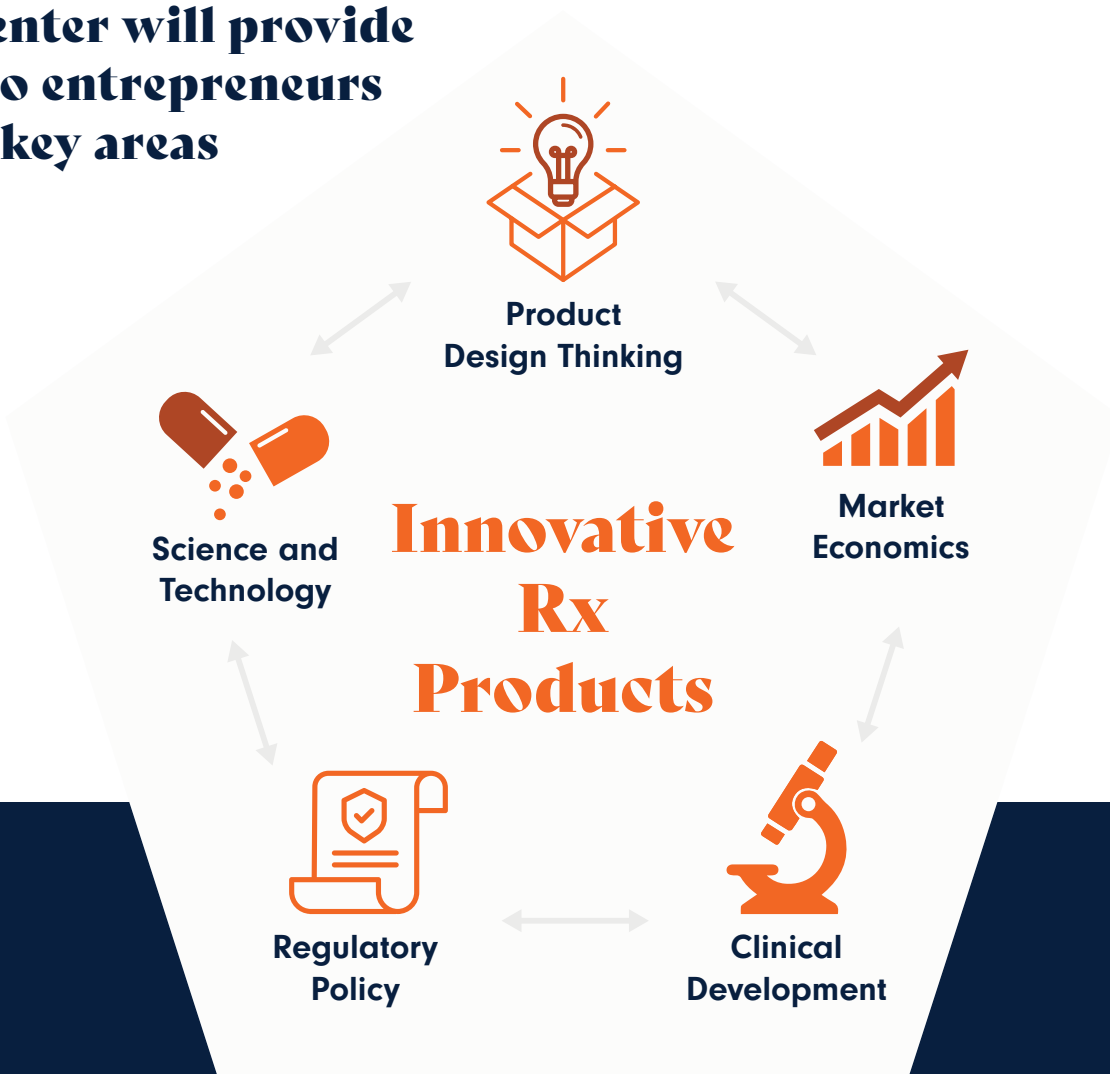 enter will provide
o entrepreneurs
key areas
Product
Design Thinking
Market
Economics
Science and
Technology
Innovative
Rx
Products
Regulatory
Policy
Clinical
Development